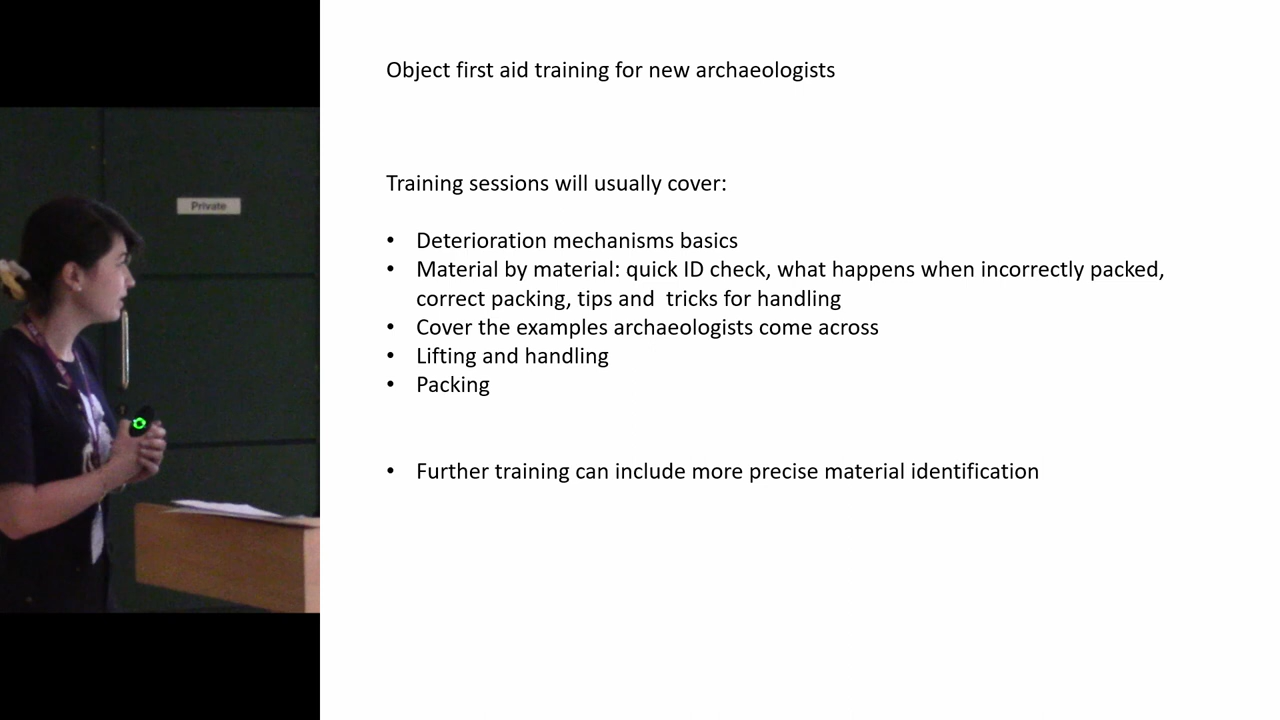 Object first aid training for new archaeologists
Training sessions will usually cover:
• Deterioration mechanisms basics
• Material by material: quick ID check, what happens when incorrectly packed,
correct packing, tips and  tricks for handling
• Cover the examples archaeologists come across
• Lifting and handling
• Packing
• Further training can include more precise material identification
Private